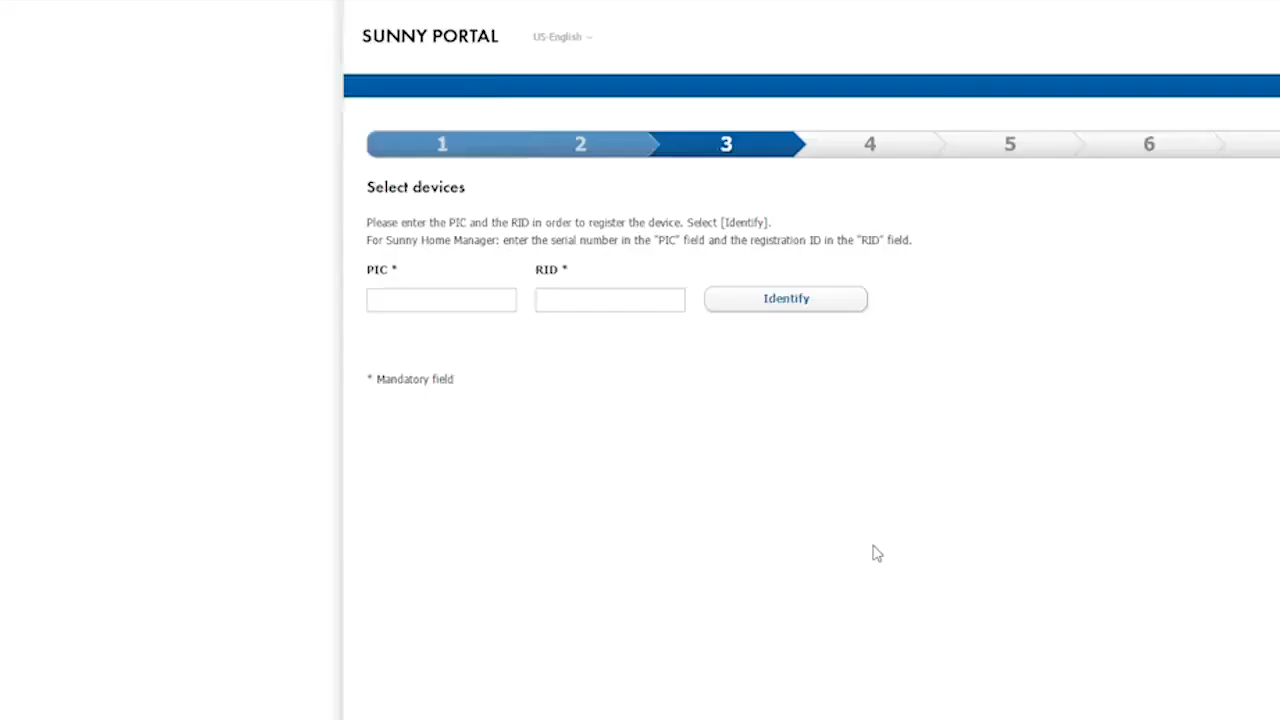 SUNNY PORTAL
US-English
1 2 3 4 5 6
Select devices
Please enter the PIC and the RID in order to register the device. Select [Identify].
For Sunny Home Manager: enter the serial number in the "PIC" field and the registration ID in the "RID" field.
PIC * RID *
Identify
* Mandatory field